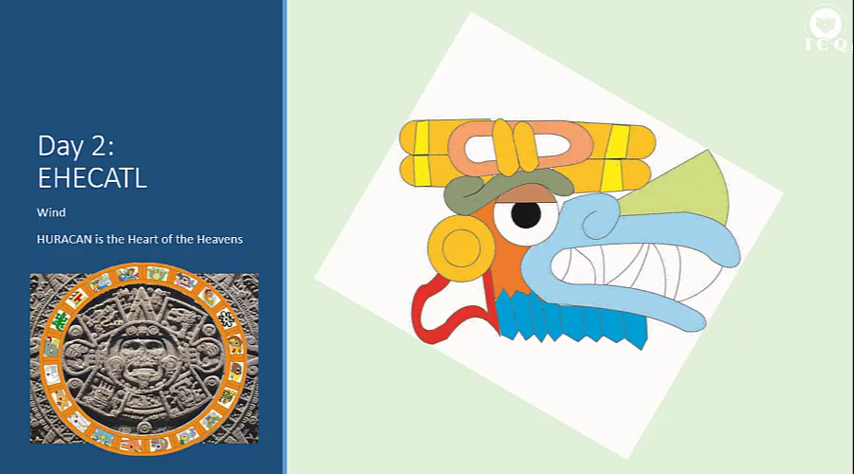 Day 2:
EHECATL
Wind
HURACAN is the Heart of the Heavens
ICQ